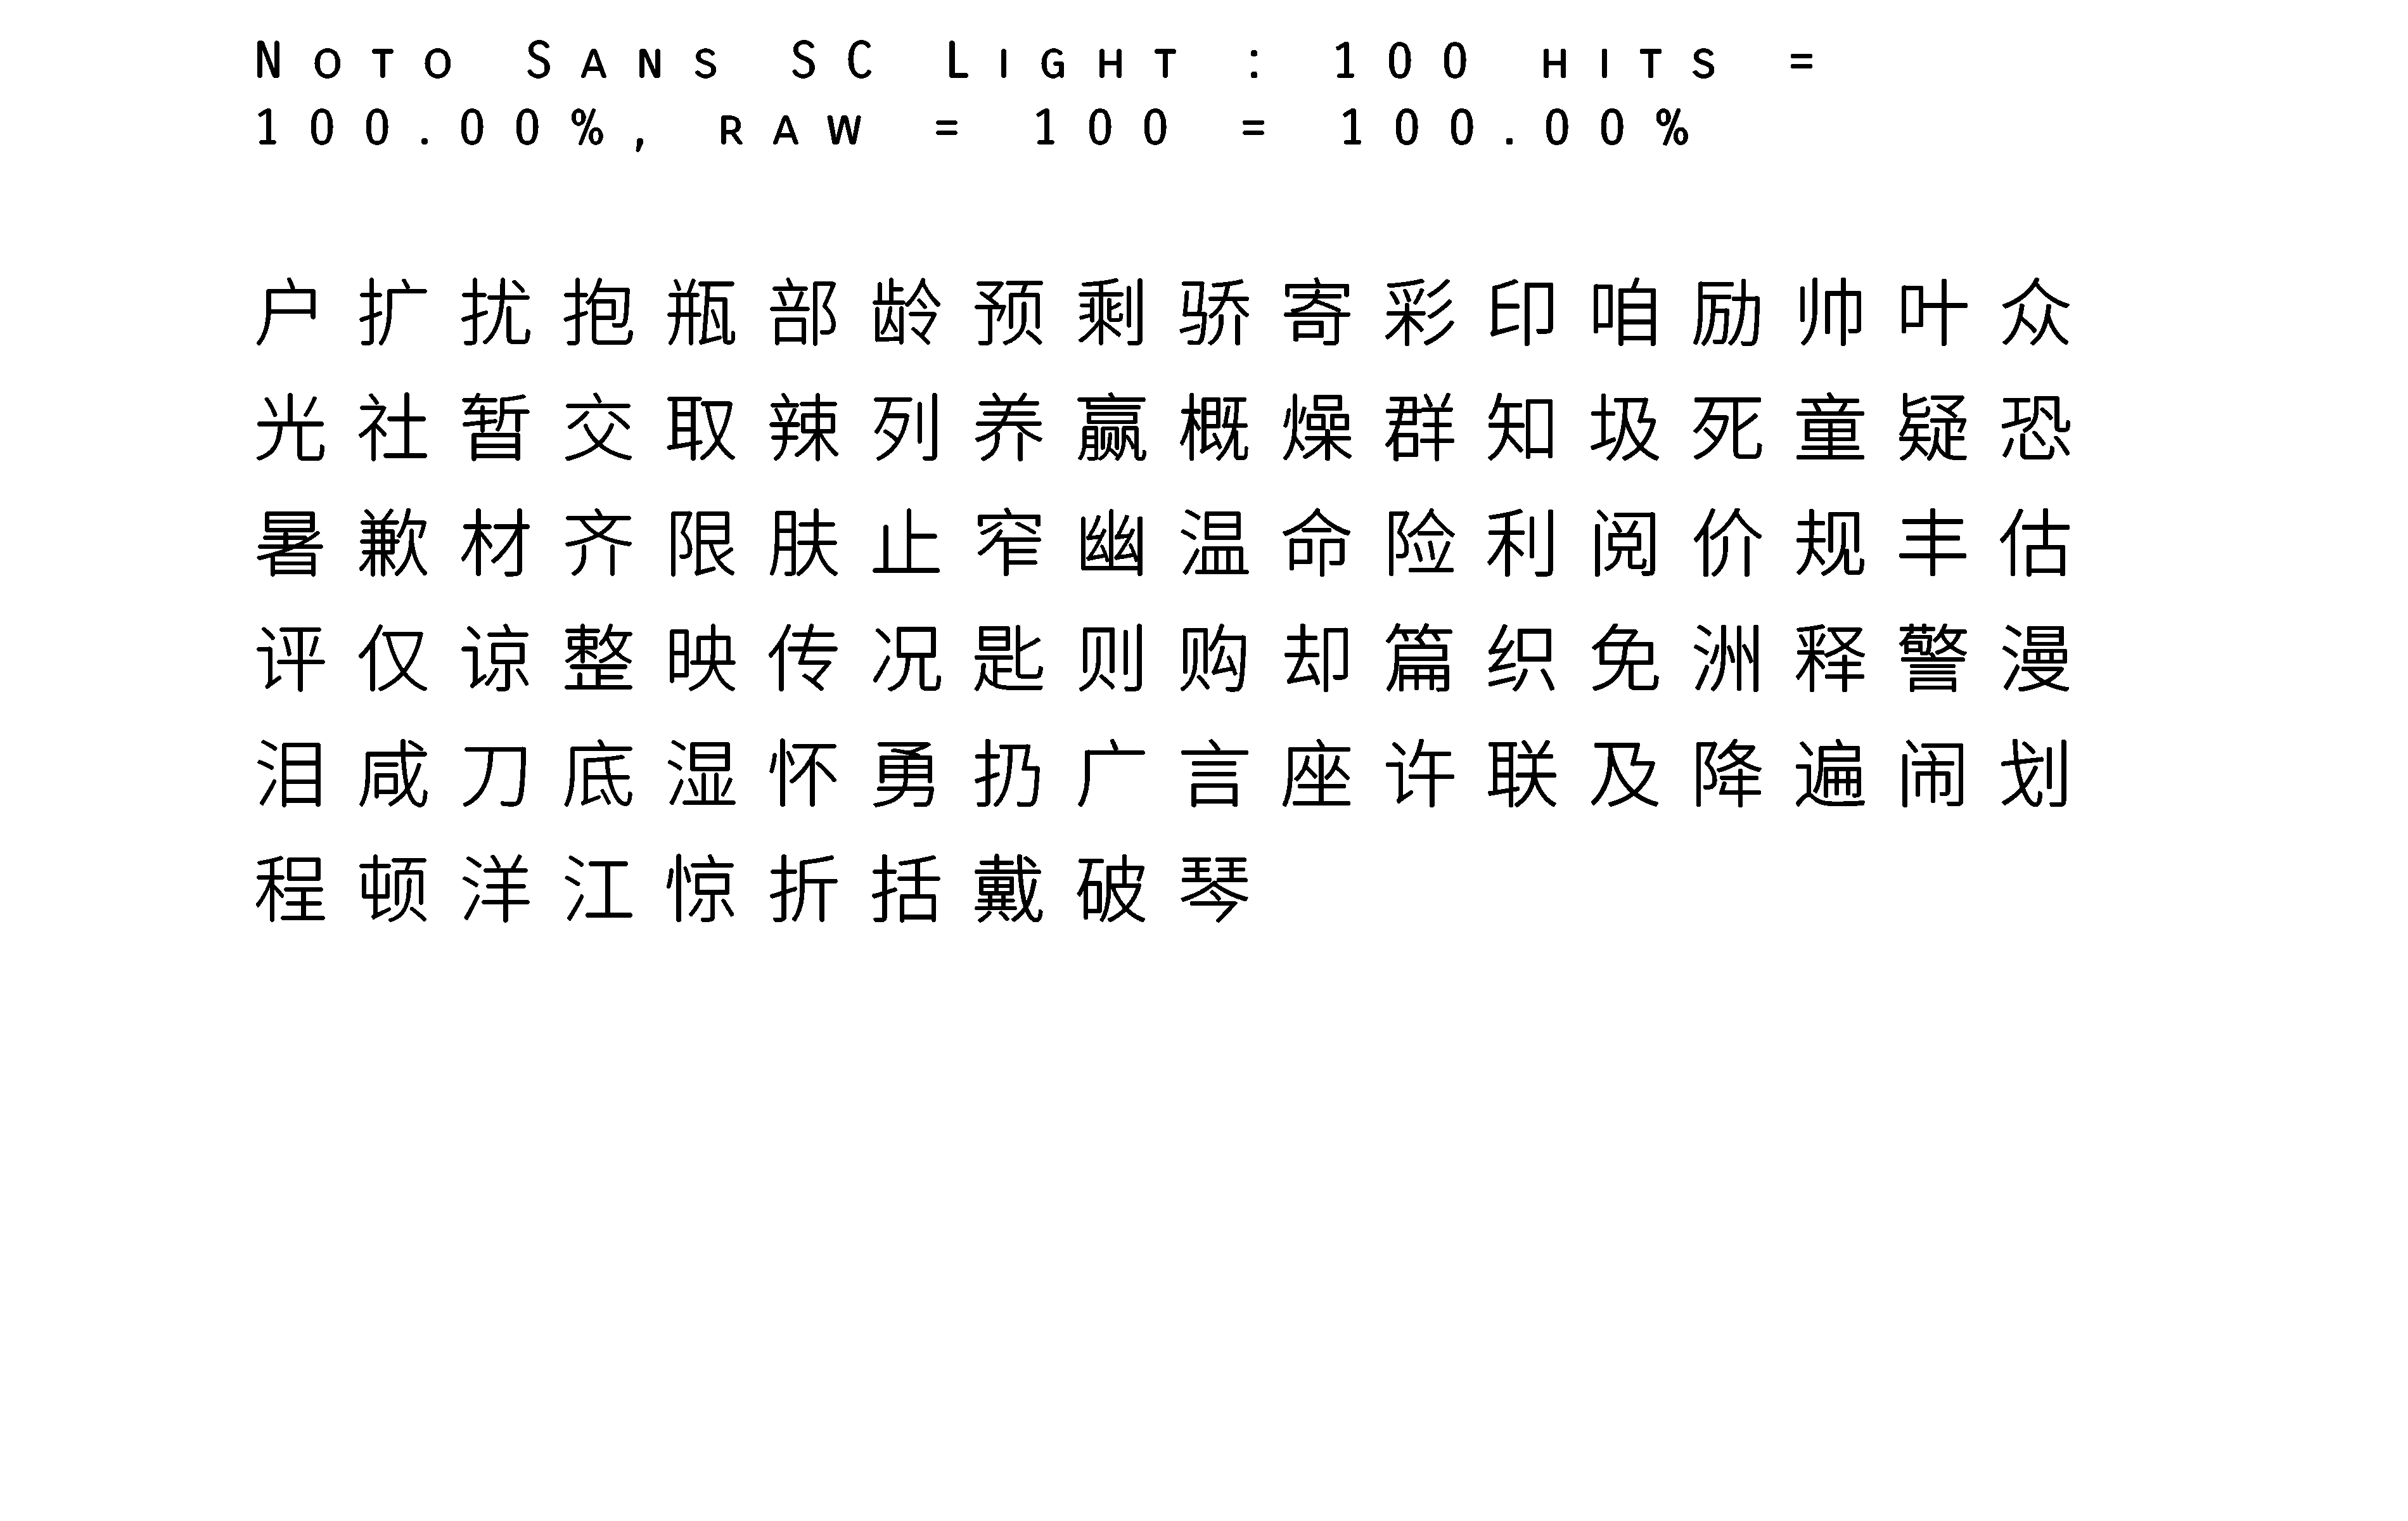 Noto Sans SC Light : 100 hits =
100.00%, raw = 100 = 100.00%
户扩扰抱瓶部龄预剩骄寄彩印咱励帅叶众
光社暂交取辣列养赢概燥群知圾死童疑恐
暑歉材齐限肤止窄幽温命险利阅价规丰估
评仅谅整映传况匙则购却篇织免洲释警漫
泪咸刀底湿怀勇扔广言座许联及降遍闹划
程顿洋江惊折括戴破琴